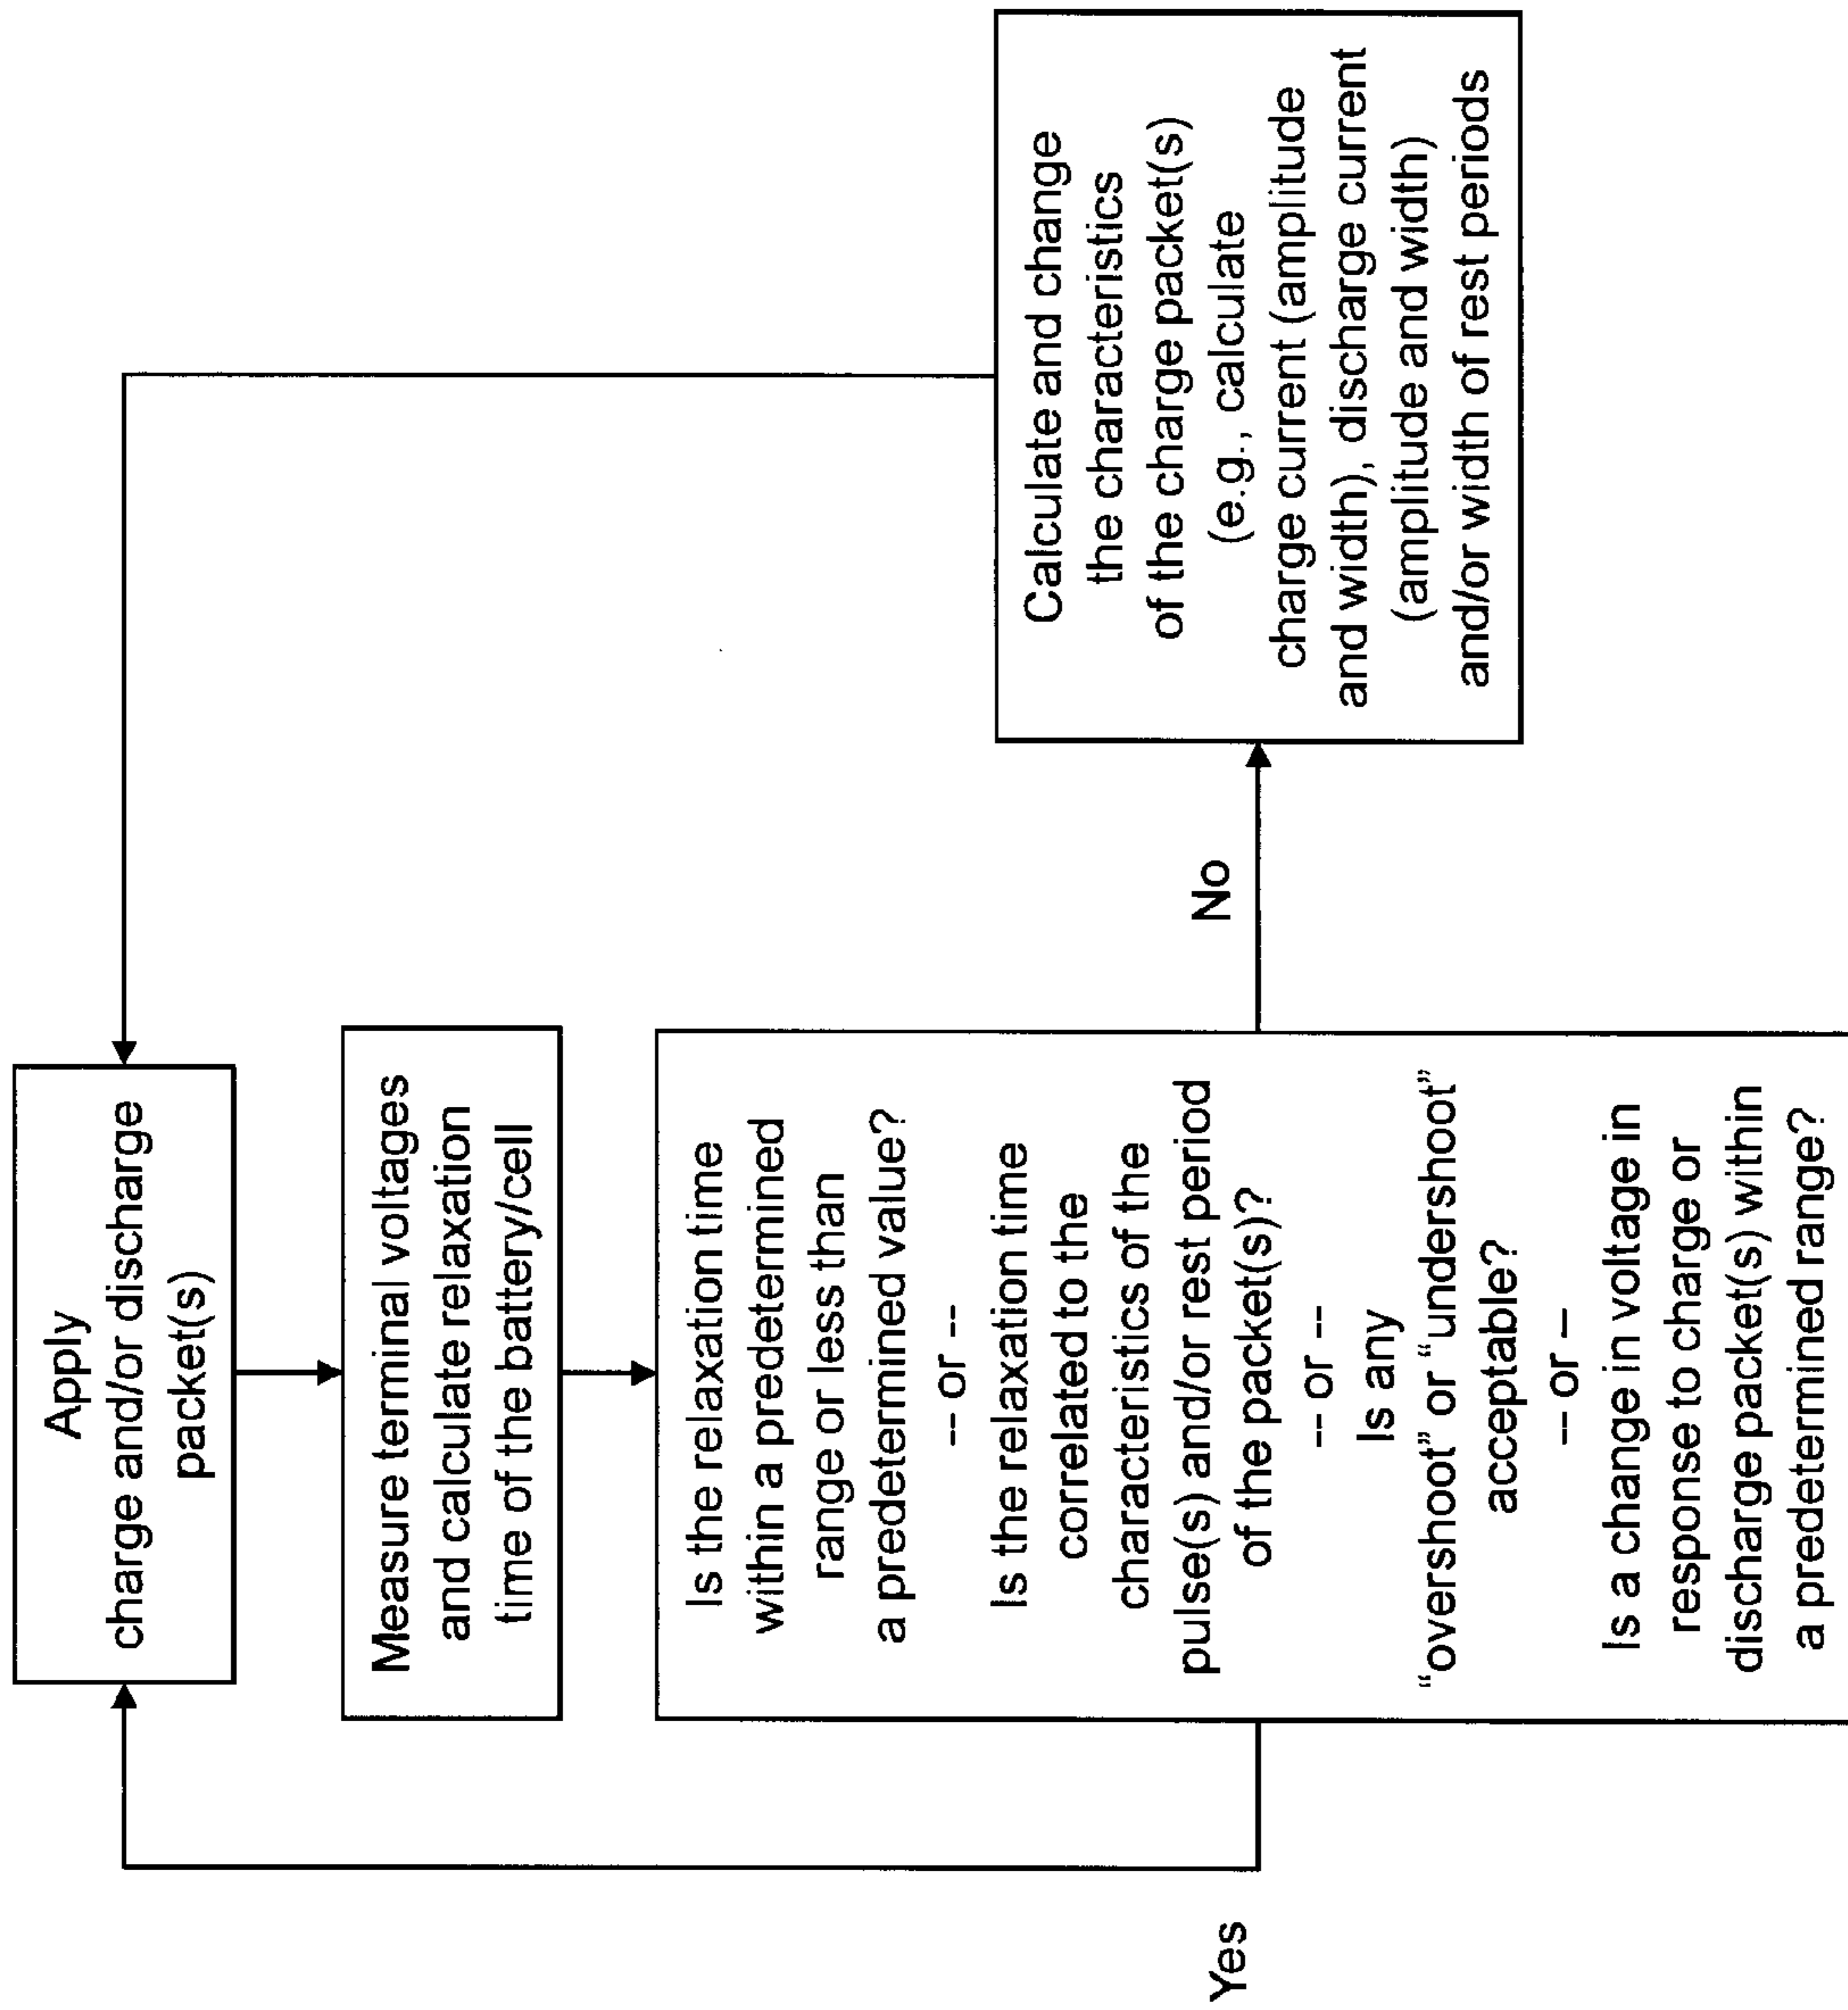 Apply
charge and/or discharge
packet(s)
Measure terminal voltages
and calculate relaxation
time of the battery/cell
Is the relaxation time
within a predetermined
range or less than
a predetermined value?
-- or --
Is the relaxation time
correlated to the
characteristics of the
pulse(s) and/or rest period
of the packet(s)?
-- or --
Is any
“overshoot” or “undershoot”
acceptable?
-- or –
Is a change in voltage in
response to charge or
discharge packet(s) within
a predetermined range?
Yes
No
Calculate and change
the characteristics
of the charge packet(s)
(e.g., calculate
charge current (amplitude
and width), discharge current
(amplitude and width)
and/or width of rest periods